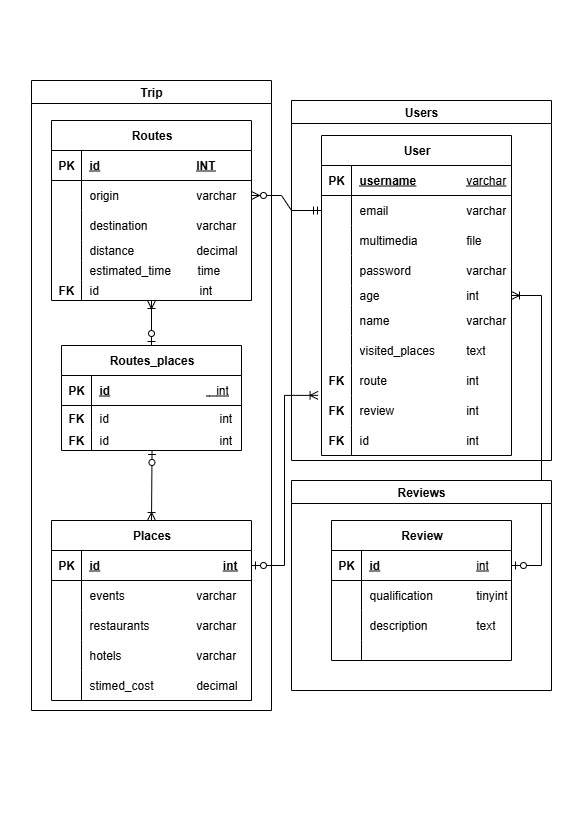 Trip
Routes
PK id INT
origin varchar
destination varchar
distance decimal
estimated_time time
FK id int
Routes_places
PK id __int
FK id int
FK id int
Places
PK id int
events varchar
restaurants varchar
hotels varchar
stimed_cost decimal
Users
User
PK username varchar
email varchar
multimedia file
password varchar
age int
name varchar
visited_places text
FK route int
FK review int
FK id int
Reviews
Review
PK id int
qualification tinyint
description text